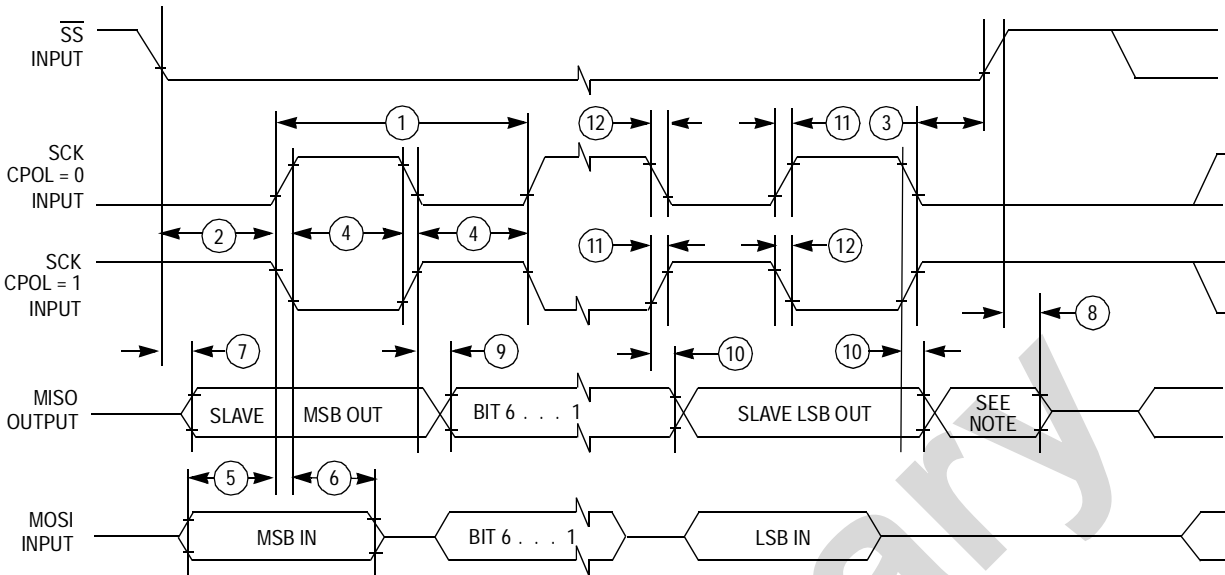 SS
INPUT
1
12
11
3
SCK
CPOL = 0
INPUT
2
4
4
11
12
SCK
CPOL = 1
INPUT
7
9
10
10
8
MISO
OUTPUT
SLAVE MSB OUT
BIT 6 . . . 1
SLAVE LSB OUT
SEE
NOTE
5
6
MOSI
INPUT
MSB IN
BIT 6 . . . 1
LSB IN
ary